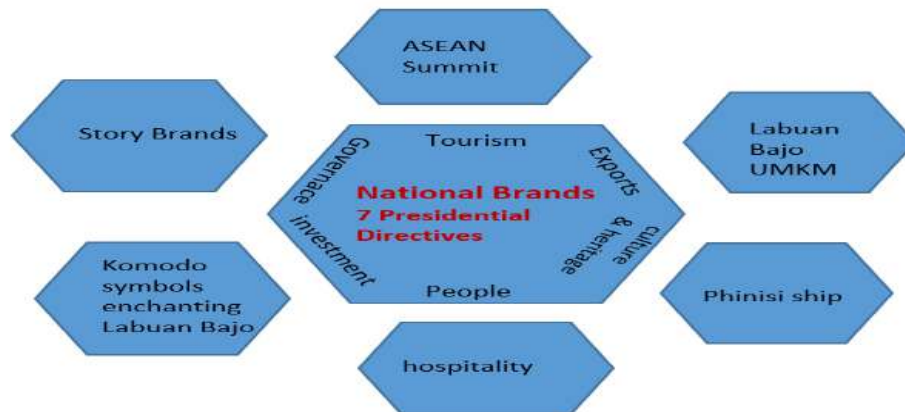 ASEAN
Summit
Story Brands
Labuan
Bajo
UMKM
Tourism
Governace
Exports
National Brands
7 Presidential
Directives
investment
culture
& heritage
People
Komodo
symbols
enchanting
Labuan Bajo
Phinisi ship
hospitality